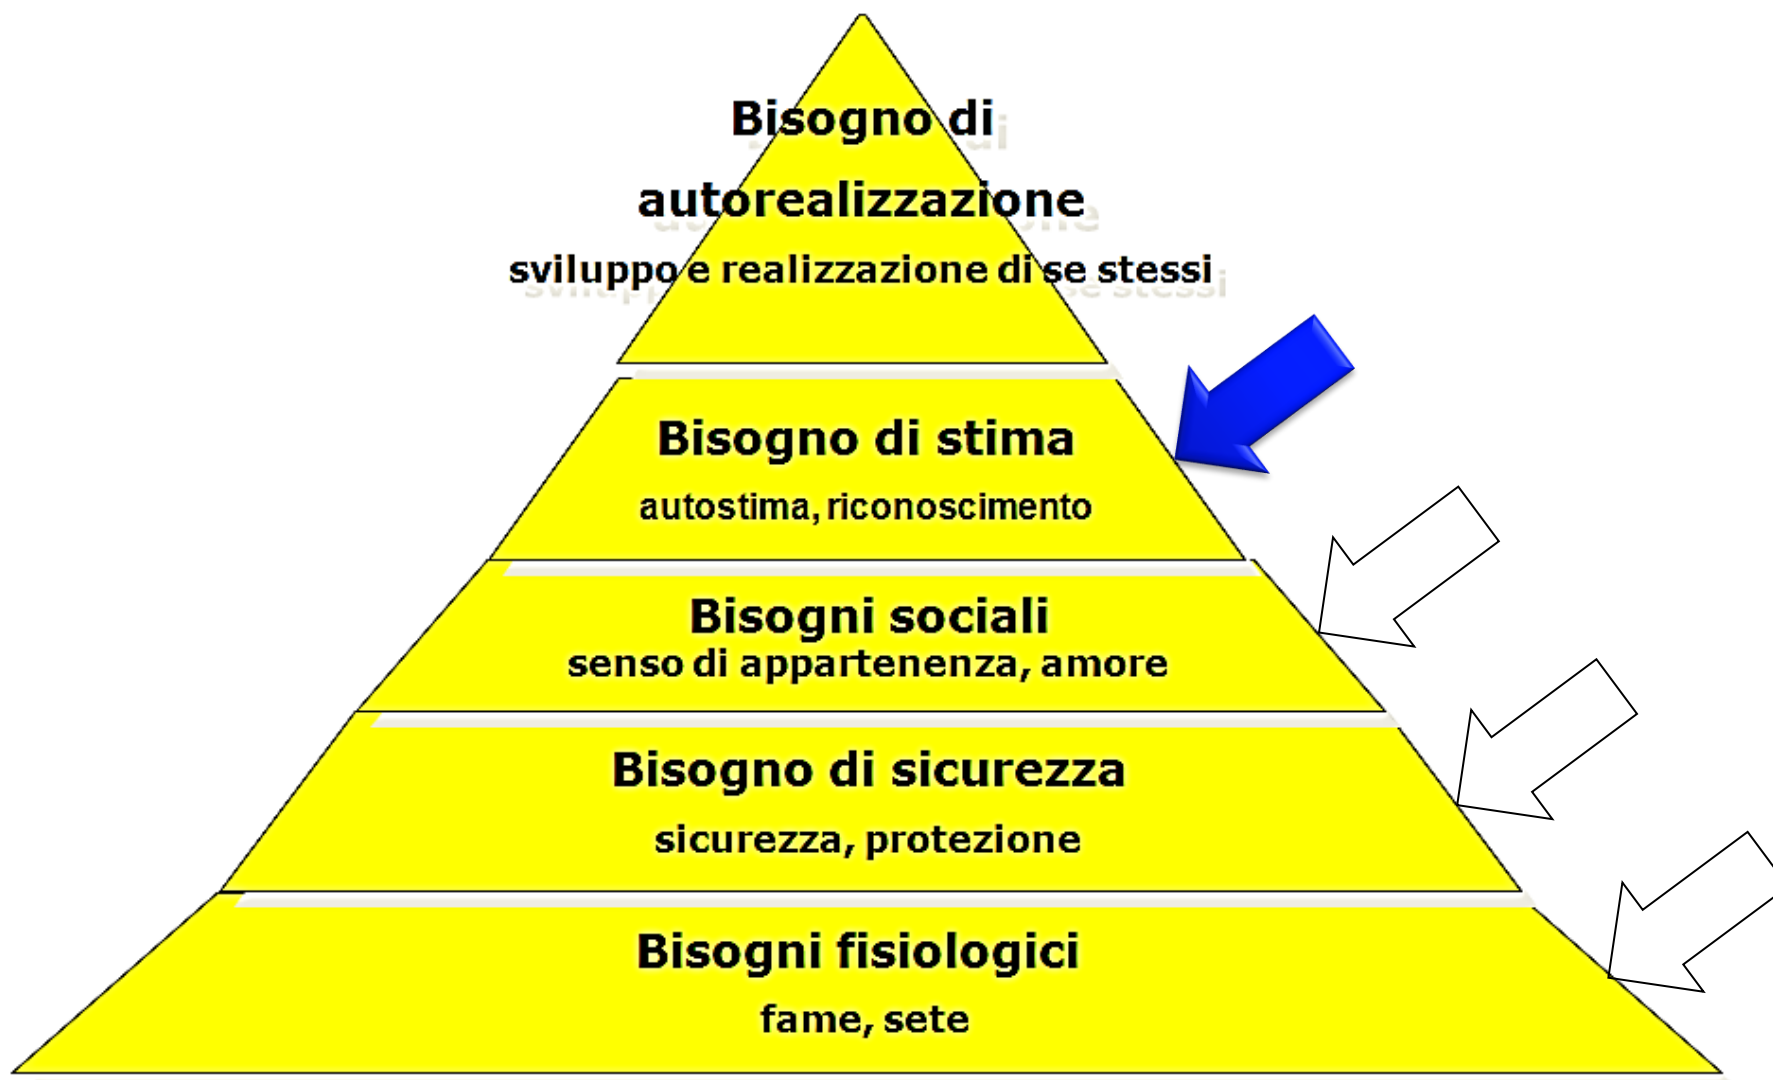 Bisogno di
autorealizzazione
sviluppo e realizzazione di se stessi
Bisogno di stima
autostima, riconoscimento
Bisogni sociali
senso di appartenenza, amore
Bisogno di sicurezza
sicurezza, protezione
Bisogni fisiologici
fame, sete